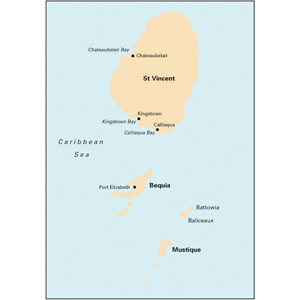 Chateaubelair Bay
Chateaubelair
St Vincent
Kingstown
Kingstown Bay
Calliaqua
Calliaqua Bay
Caribbean
Sea
Port Elizabeth
Bequia
Battowia
Baliceaux
Mustique